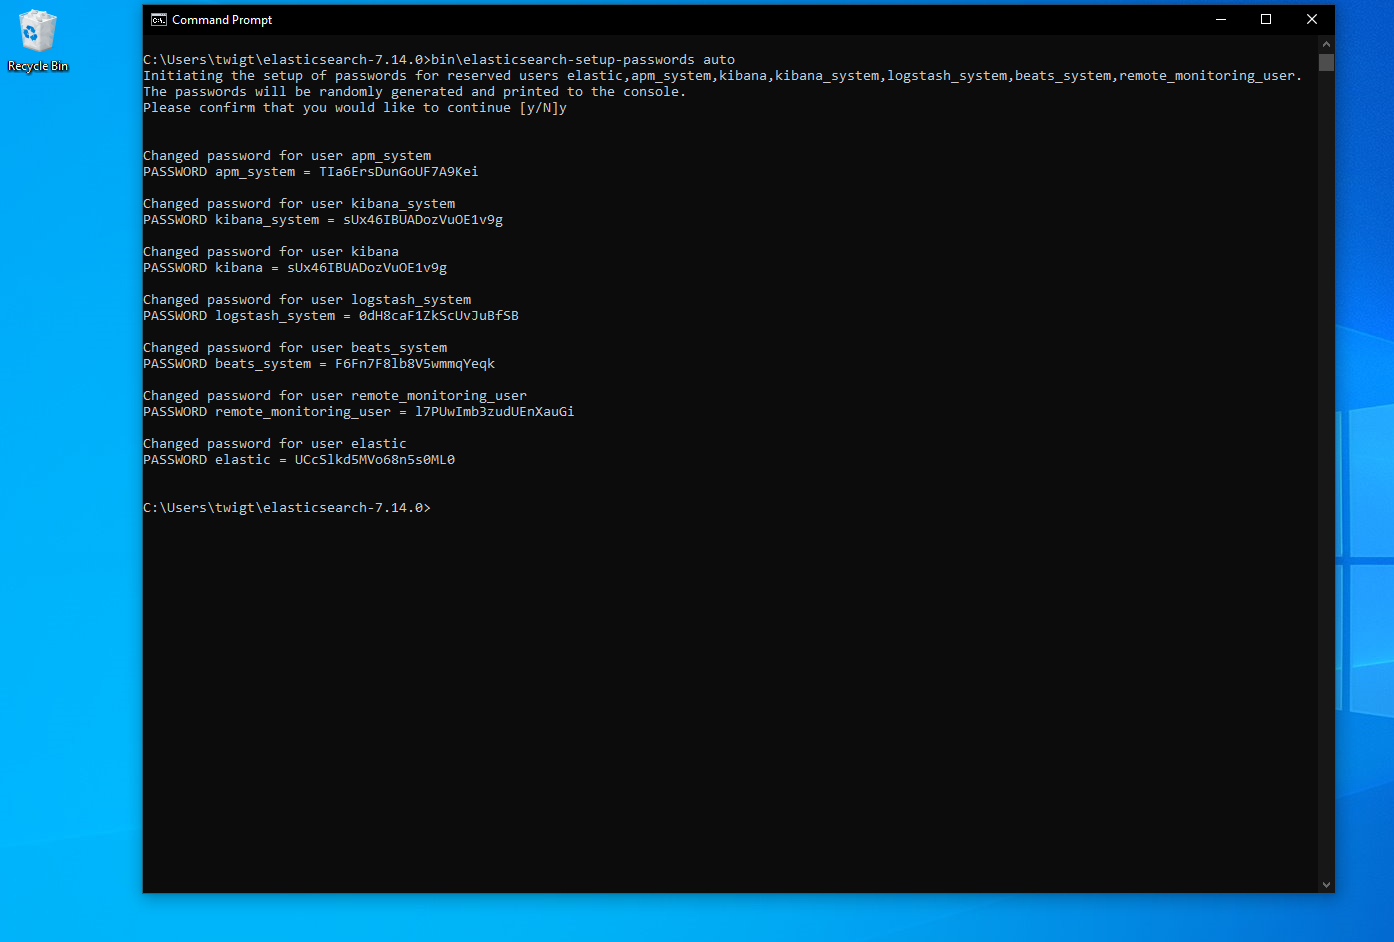 Recycle Bin
Command Prompt
C:\Users\twigt\elasticsearch-7.14.0>bin\elasticsearch-setup-passwords auto
Initiating the setup of passwords for reserved users elastic,apm_system,kibana,kibana_system,logstash_system,beats_system,remote_monitoring_user.
The passwords will be randomly generated and printed to the console.
Please confirm that you would like to continue [y/N]y
Changed password for user apm_system
PASSWORD apm_system = TIa6ErsDunGoUF7A9Kei
Changed password for user kibana_system
PASSWORD kibana_system = sUx46IBUADozVuOE1v9g
Changed password for user kibana
PASSWORD kibana = sUx46IBUADozVuOE1v9g
Changed password for user logstash_system
PASSWORD logstash_system = 0dH8caF1ZkScUvJuBfSB
Changed password for user beats_system
PASSWORD beats_system = F6Fn7F8lb8V5wmmqYeqk
Changed password for user remote_monitoring_user
PASSWORD remote_monitoring_user = l7PUwImb3zudUEnXauGi
Changed password for user elastic
PASSWORD elastic = UCcSlkd5MVo68n5s0ML0
C:\Users\twigt\elasticsearch-7.14.0>